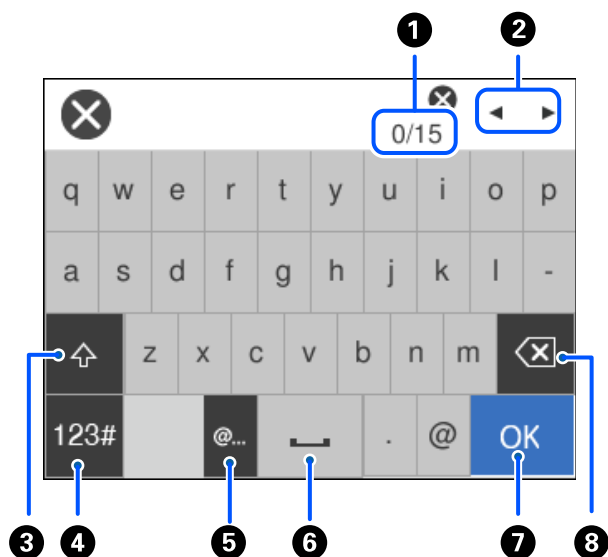 1 2
0/15
q w e r t y u i o p
a s d f g h j k l -
z x c v b n m
123# @... . @ OK
3 4 5 6 7 8